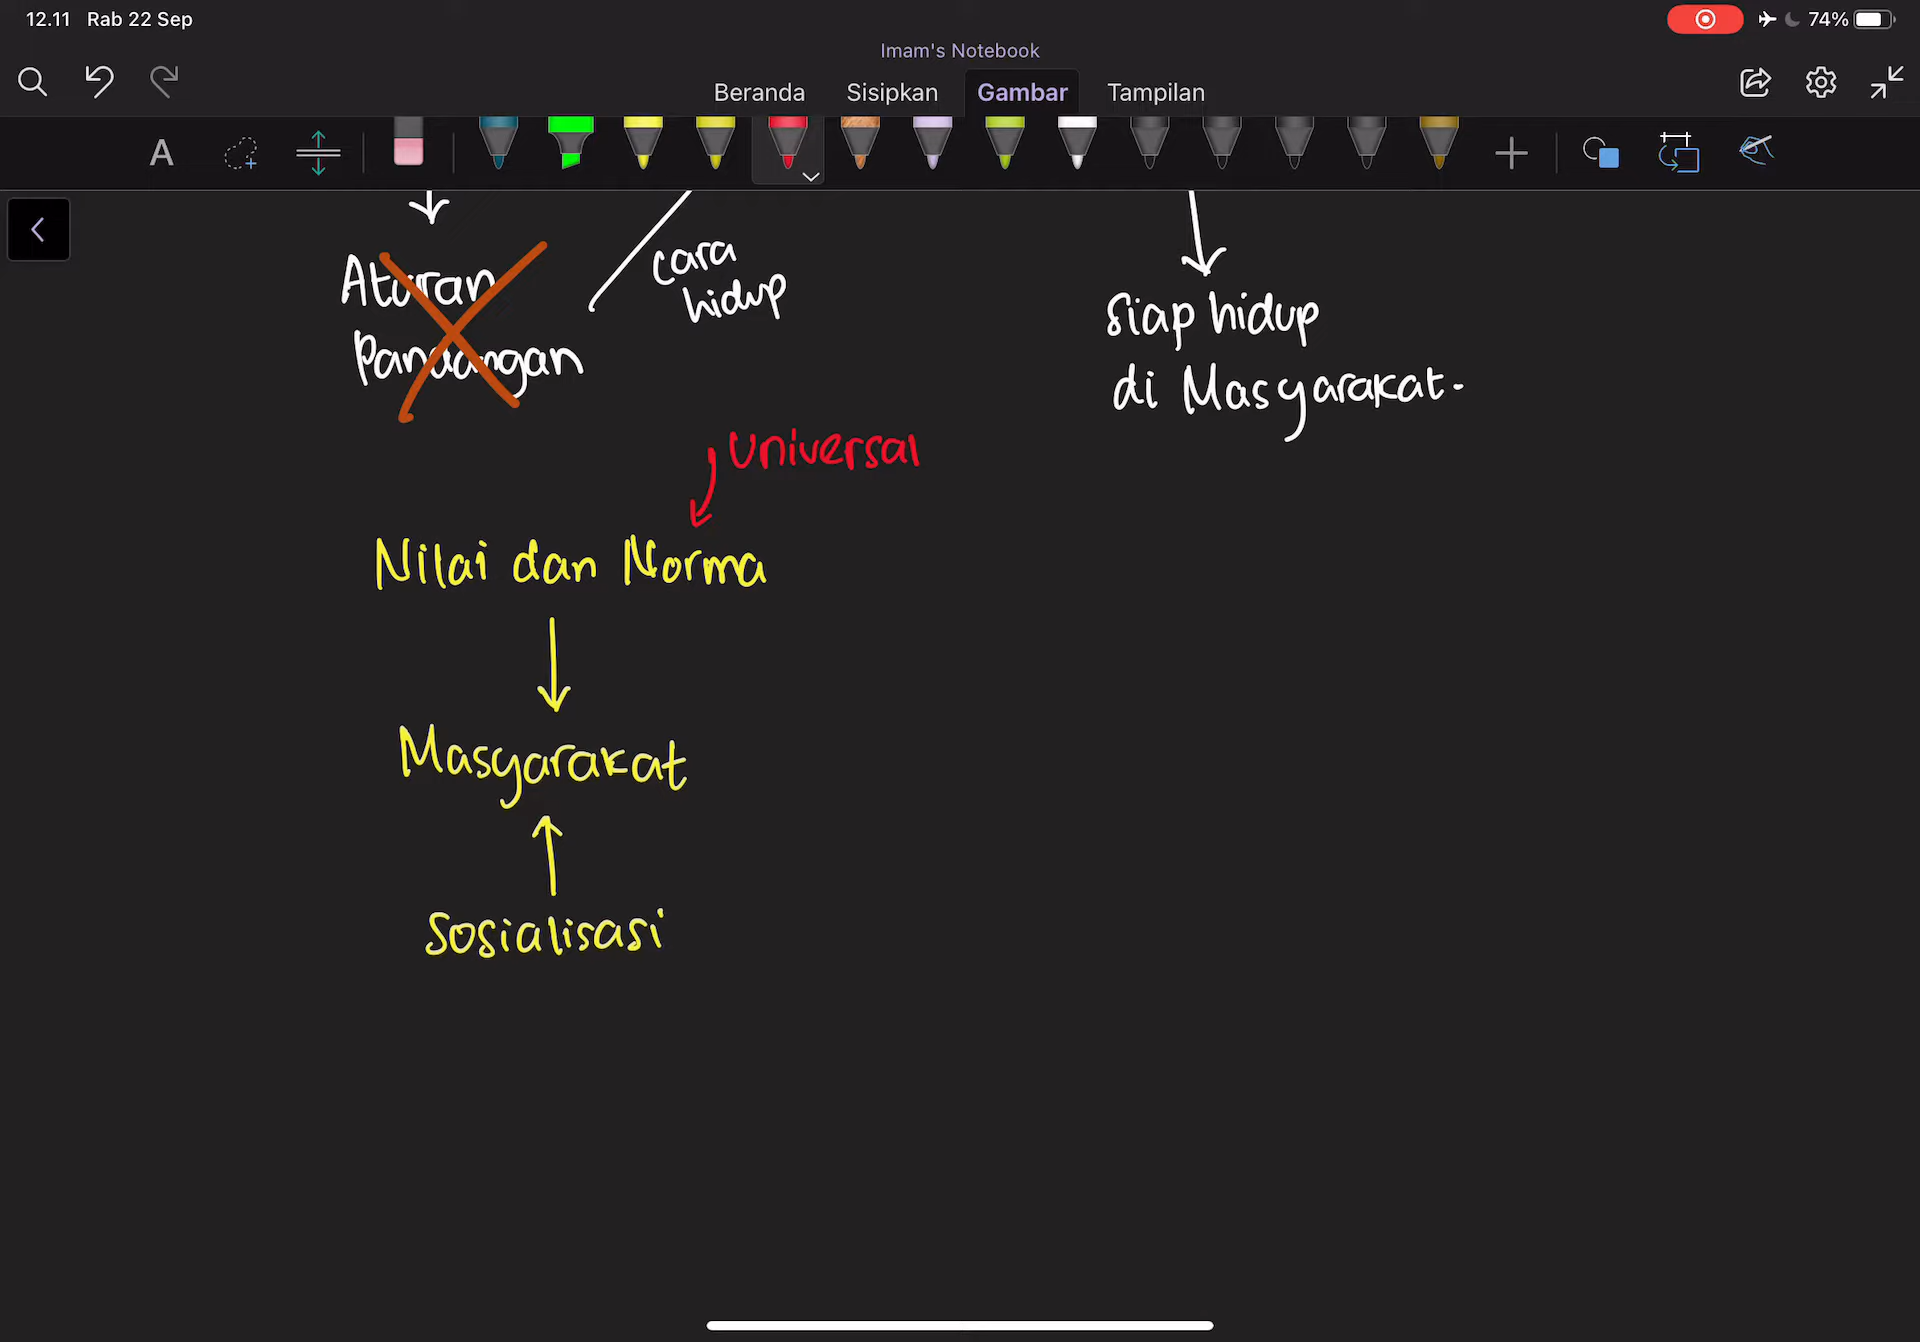 12.11 Rab 22 Sep
74%
Imam's Notebook
Beranda Sisipkan Gambar Tampilan
A
Aturan
Pandangan
cara
hidup
Siap hidup
di Masyarakat.
Universal
Nilai dan Norma
Masyarakat
Sosialisasi